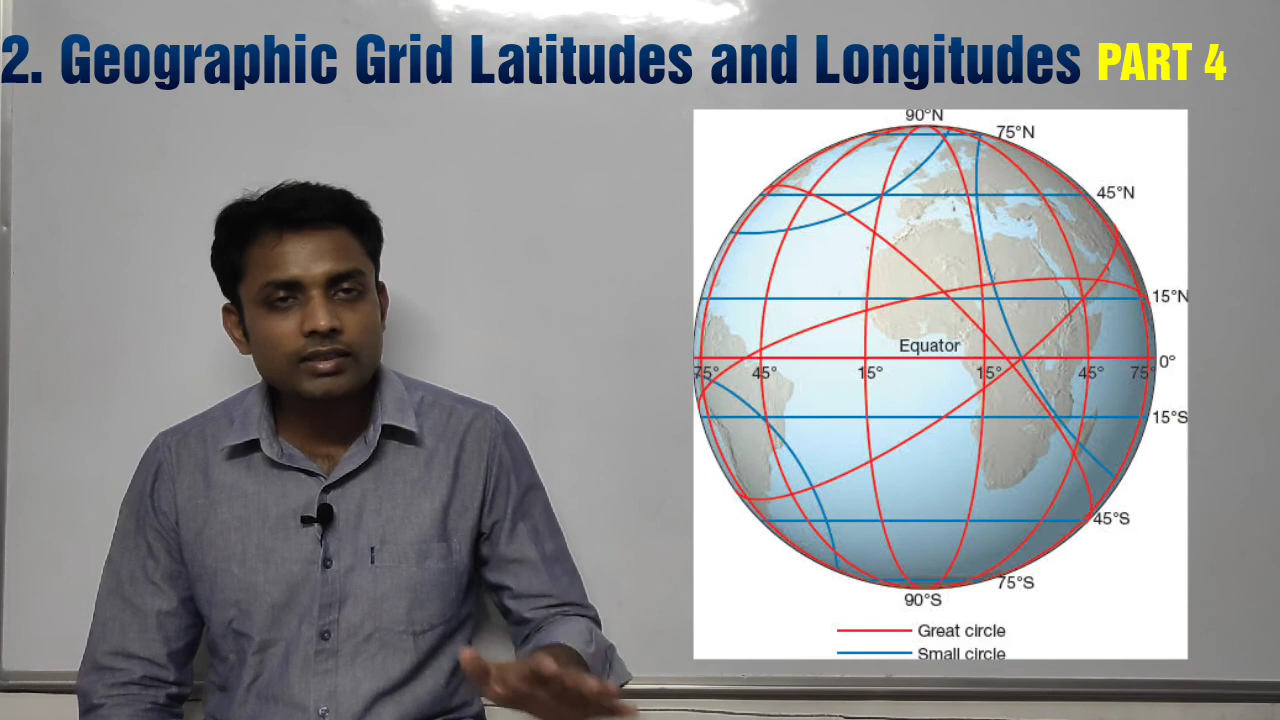 2. Geographic Grid Latitudes and Longitudes PART 4
90°N
75°N
45°N
15°N
Equator
0°
75° 45° 15° 15° 45° 75°
15°S
45°S
75°S
90°S
Great circle
Small circle